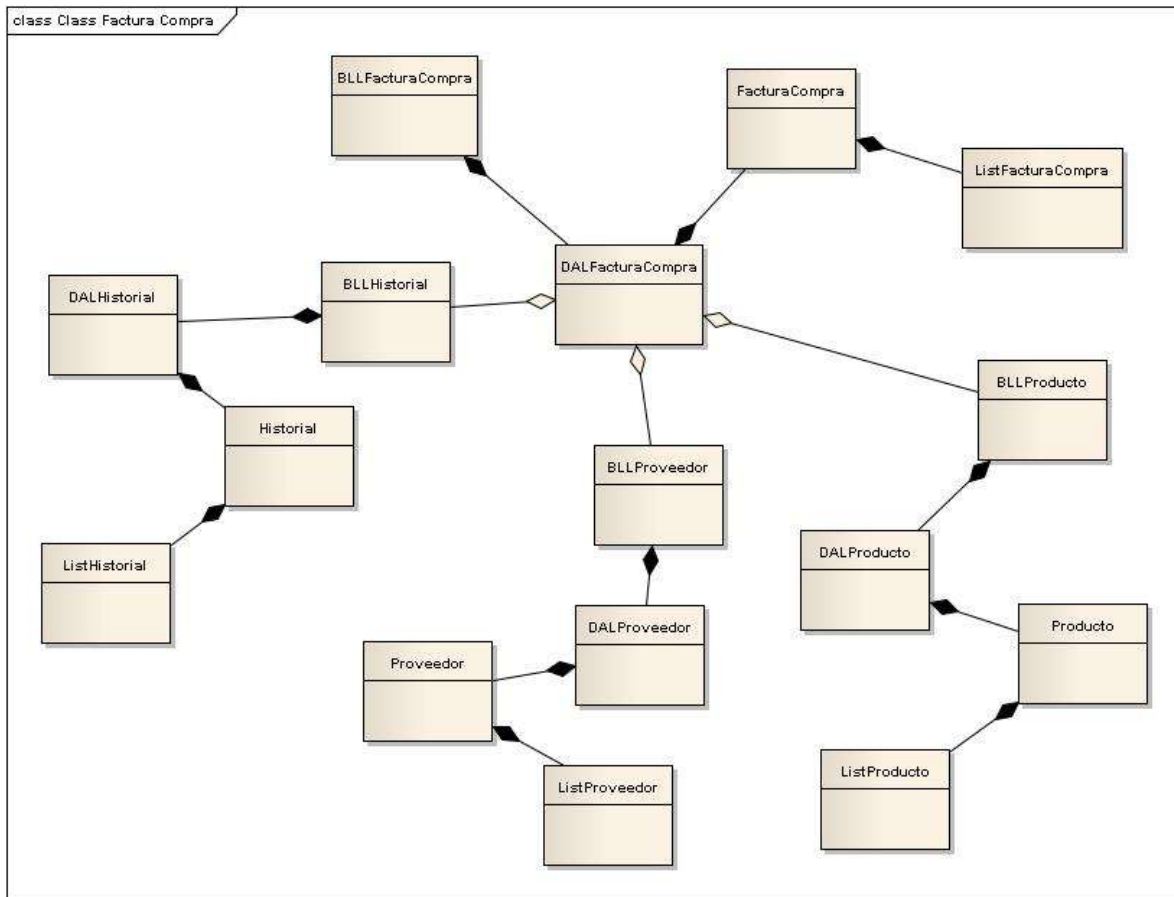 class Class Factura Compra
BLLFacturaCompra
FacturaCompra
ListFacturaCompra
DALFacturaCompra
DALHistorial
BLLHistorial
BLLProducto
Historial
BLLProveedor
ListHistorial
DALProducto
DALProveedor
Producto
Proveedor
ListProducto
ListProveedor